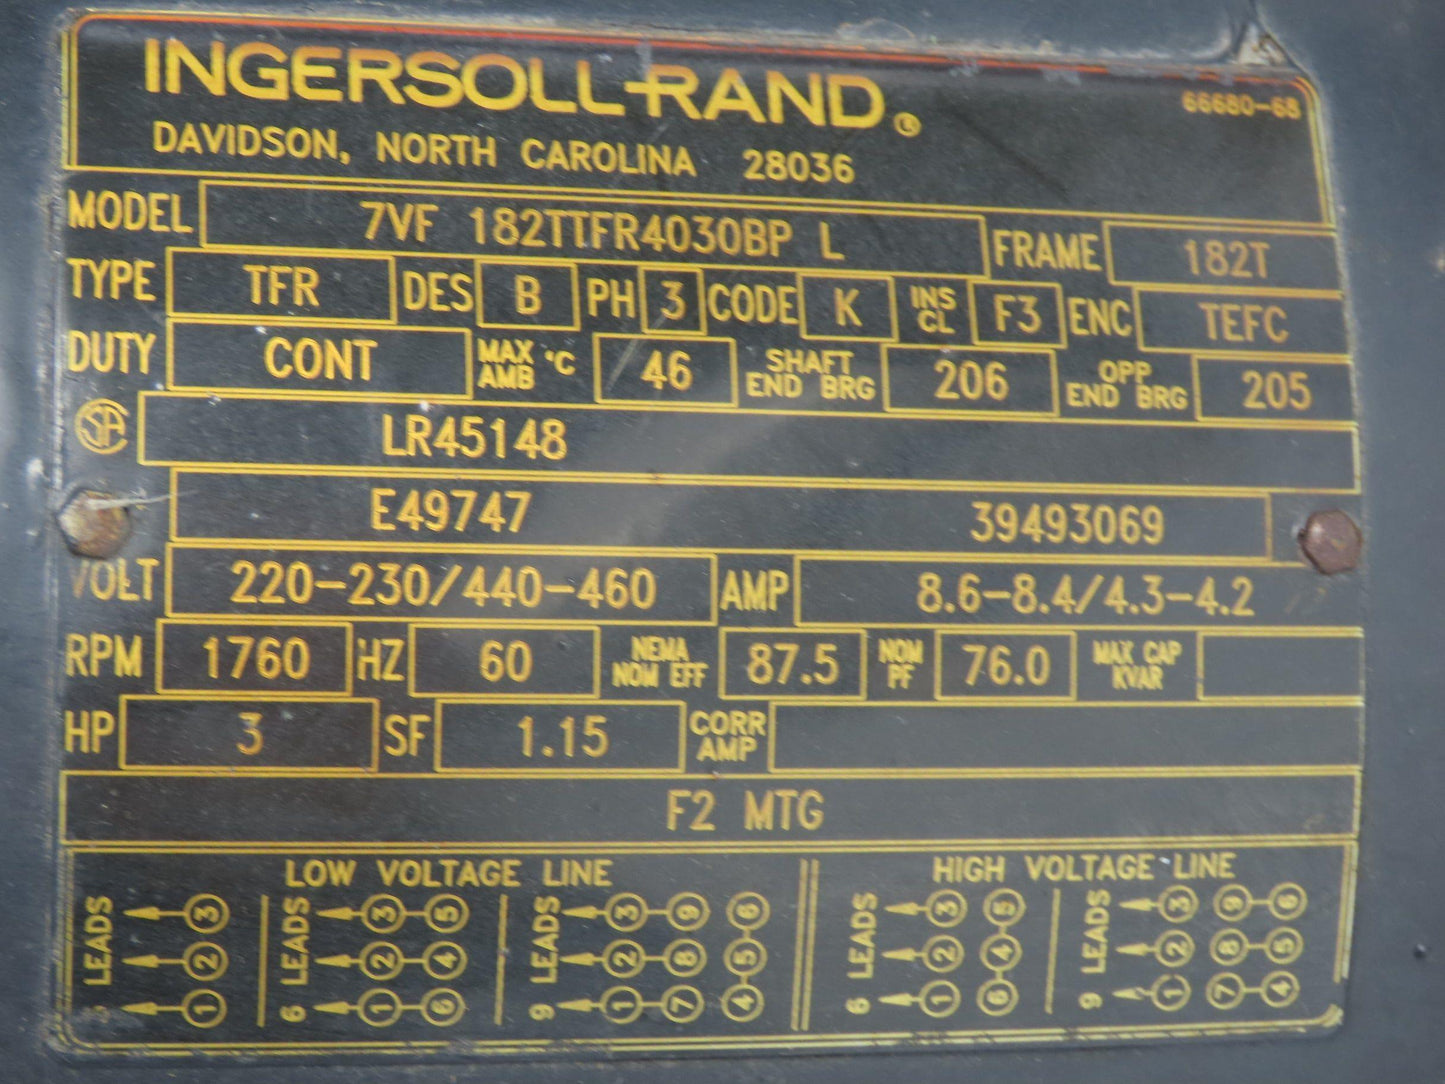 INGERSOLL-RAND®
66680-68
DAVIDSON, NORTH CAROLINA 28036
MODEL 7VF 182TTFR4030BP L FRAME 182T
TYPE TFR DES B PH 3 CODE K INS CL F3 ENC TEFC
DUTY CONT MAX AMB °C 46 SHAFT END BRG 206 OPP END BRG 205
SA LR45148
E49747 39493069
VOLT 220-230/440-460 AMP 8.6-8.4/4.3-4.2
RPM 1760 HZ 60 NEMA NOM EFF 87.5 NOM PF 76.0 MAX CAP KVAR
HP 3 SF 1.15 CORR AMP
F2 MTG
LOW VOLTAGE LINE HIGH VOLTAGE LINE
LEADS 3 6 LEADS 3 5 9 LEADS 3 9 6 6 LEADS 3 5 9 LEADS 3 9 6
2 2 4 2 8 5 2 4 2 8 5
1 1 6 1 7 4 1 6 1 7 4